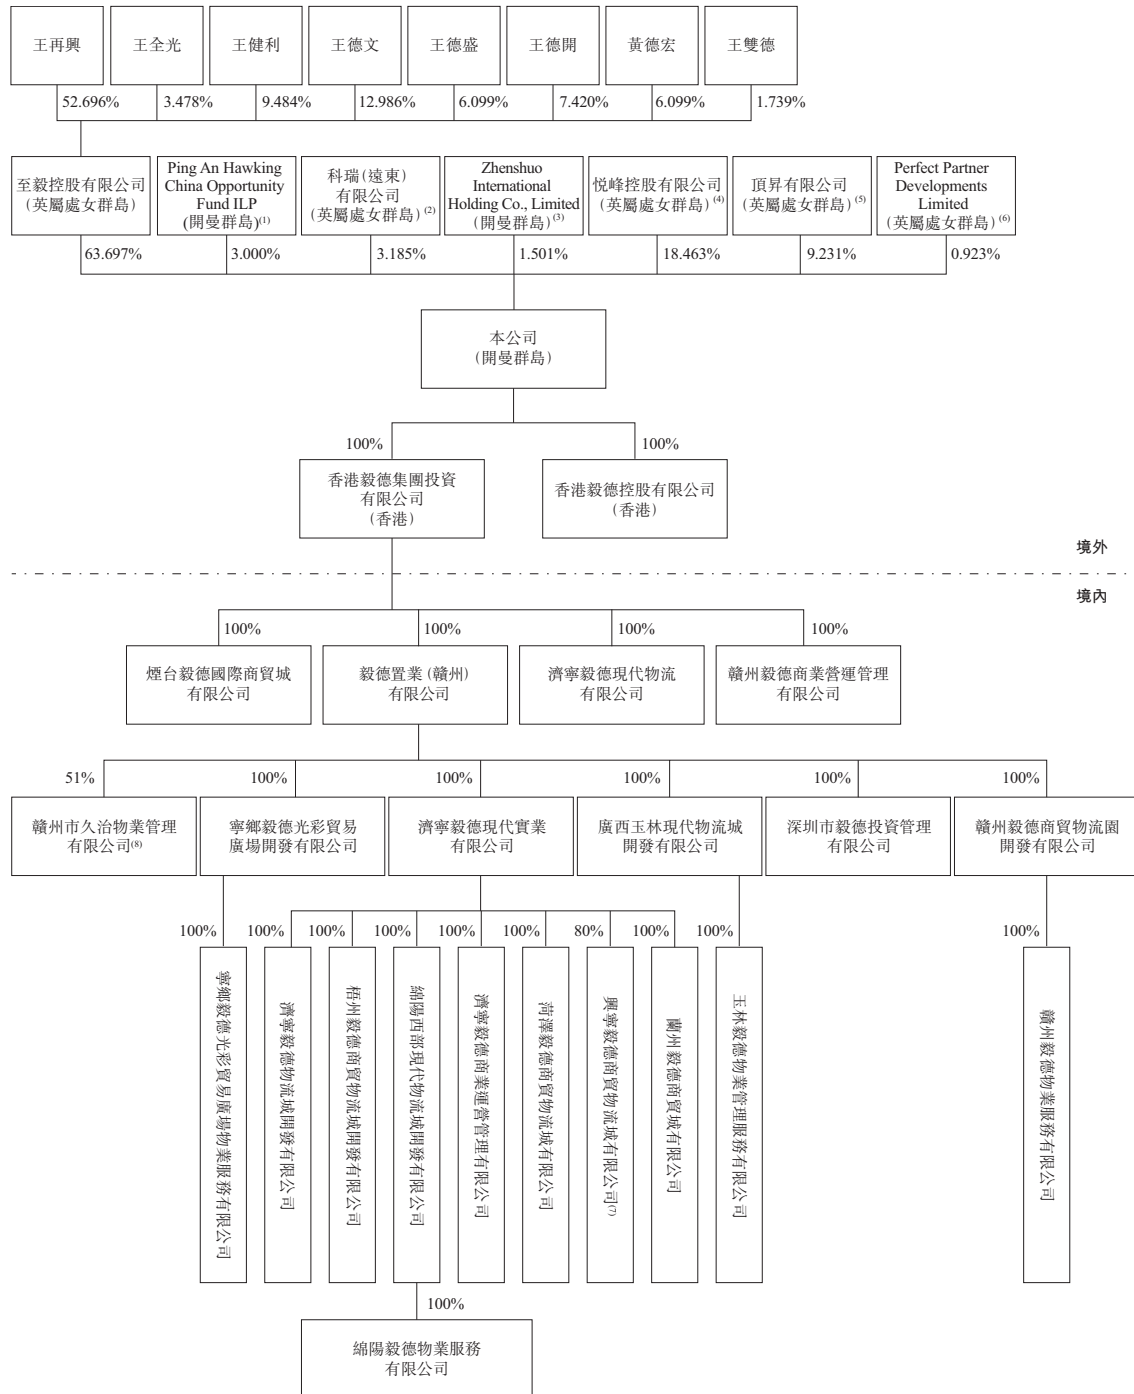 王再興
王全光
王健利
王德文
王德盛
王德開
黃德宏
王雙德
52.696%
3.478%
9.484%
12.986%
6.099%
7.420%
6.099%
1.739%
至毅控股有限公司
(英屬處女群島)
Ping An Hawking
China Opportunity
Fund ILP
(開曼群島)(1)
科瑞(遠東)
有限公司
(英屬處女群島)(2)
Zhenshuo
International
Holding Co., Limited
(開曼群島)(3)
悦峰控股有限公司
(英屬處女群島)(4)
頂昇有限公司
(英屬處女群島)(5)
Perfect Partner
Developments
Limited
(英屬處女群島)(6)
63.697%
3.000%
3.185%
1.501%
18.463%
9.231%
0.923%
本公司
(開曼群島)
100%
100%
香港毅德集團投資
有限公司
(香港)
香港毅德控股有限公司
(香港)
境外
境內
100%
100%
100%
100%
煙台毅德國際商貿城
有限公司
毅德置業(贛州)
有限公司
濟寧毅德現代物流
有限公司
贛州毅德商業營運管理
有限公司
51%
100%
100%
100%
100%
100%
贛州市久治物業管理
有限公司(8)
寧鄉毅德光彩貿易
廣場開發有限公司
濟寧毅德現代實業
有限公司
廣西玉林現代物流城
開發有限公司
深圳市毅德投資管理
有限公司
贛州毅德商貿物流園
開發有限公司
100%
100%
100%
100%
100%
100%
80%
100%
100%
100%
寧鄉毅德光彩貿易廣場物業服務有限公司
濟寧毅德物流城開發有限公司
梧州毅德商貿物流城開發有限公司
綿陽西部現代物流城開發有限公司
濟寧毅德商業運營管理有限公司
菏澤毅德商貿物流城有限公司
興寧毅德商貿物流城有限公司(7)
蘭州毅德商貿城有限公司
玉林毅德物業管理服務有限公司
贛州毅德物業服務有限公司
100%
綿陽毅德物業服務
有限公司